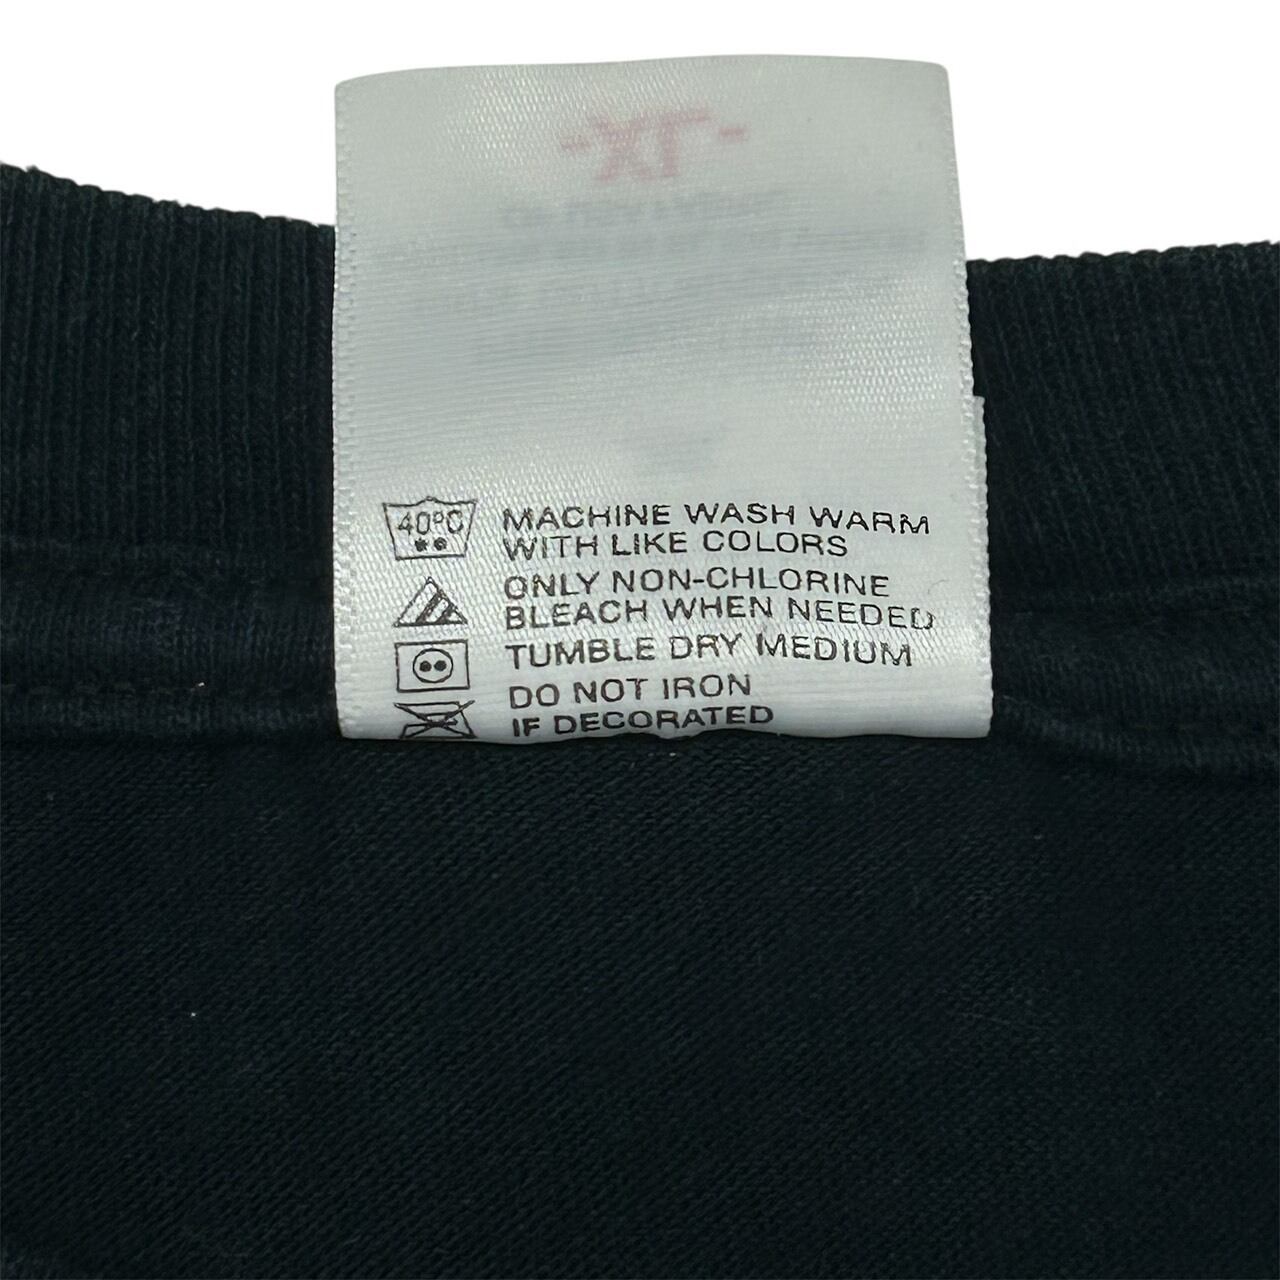 40°C
MACHINE WASH WARM
WITH LIKE COLORS
ONLY NON-CHLORINE
BLEACH WHEN NEEDED
TUMBLE DRY MEDIUM
DO NOT IRON
IF DECORATED